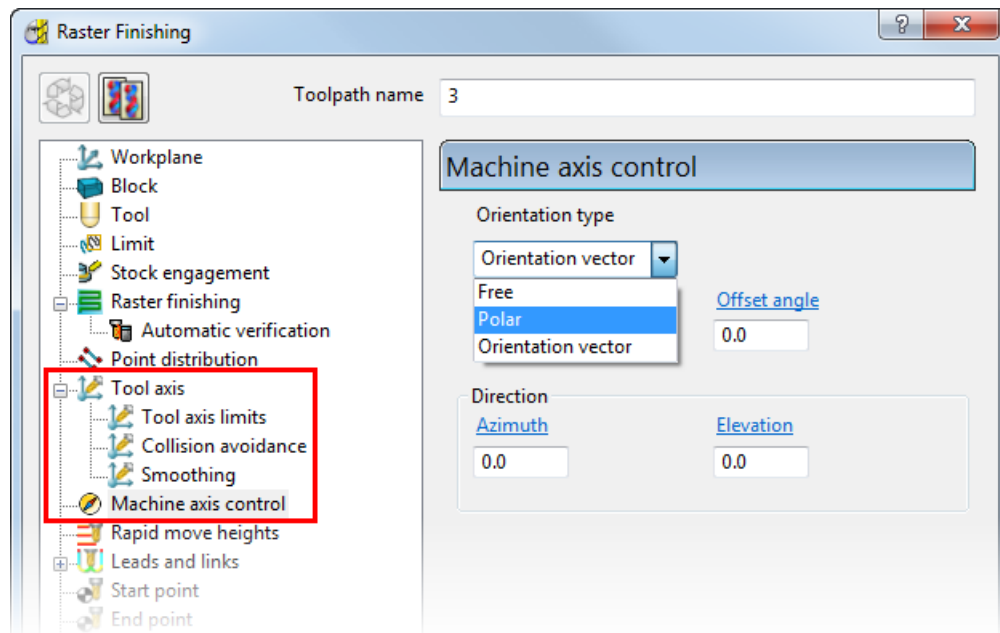 Raster Finishing
?
Toolpath name 3
Workplane
Block
Tool
Limit
Stock engagement
Raster finishing
Automatic verification
Point distribution
Tool axis
Tool axis limits
Collision avoidance
Smoothing
Machine axis control
Rapid move heights
Leads and links
Start point
End point
Machine axis control
Orientation type
Orientation vector
Free
Polar
Orientation vector
Offset angle
0.0
Direction
Azimuth Elevation
0.0 0.0